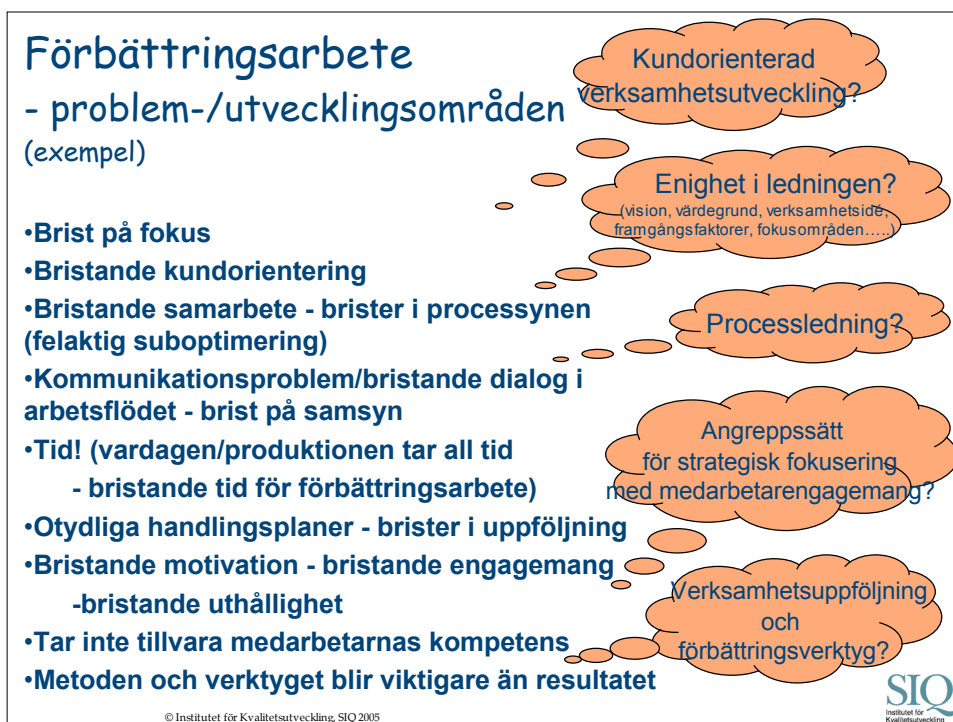 Förbättringsarbete
- problem-/utvecklingsområden
(exempel)
•Brist på fokus
•Bristande kundorientering
•Bristande samarbete - brister i processynen
(felaktig suboptimering)
•Kommunikationsproblem/bristande dialog i
arbetsflödet - brist på samsyn
•Tid! (vardagen/produktionen tar all tid
- bristande tid för förbättringsarbete)
•Otydliga handlingsplaner - brister i uppföljning
•Bristande motivation - bristande engagemang
-bristande uthållighet
•Tar inte tillvara medarbetarnas kompetens
•Metoden och verktyget blir viktigare än resultatet
Kundorienterad
verksamhetsutveckling?
Enighet i ledningen?
(vision, värdegrund, verksamhetsidé,
framgångsfaktorer, fokusområden…..)
Processledning?
Angreppssätt
för strategisk fokusering
med medarbetarengagemang?
Verksamhetsuppföljning
och
förbättringsverktyg?
© Institutet för Kvalitetsutveckling, SIQ 2005
SIQ
Institutet för
Kvalitetsutveckling